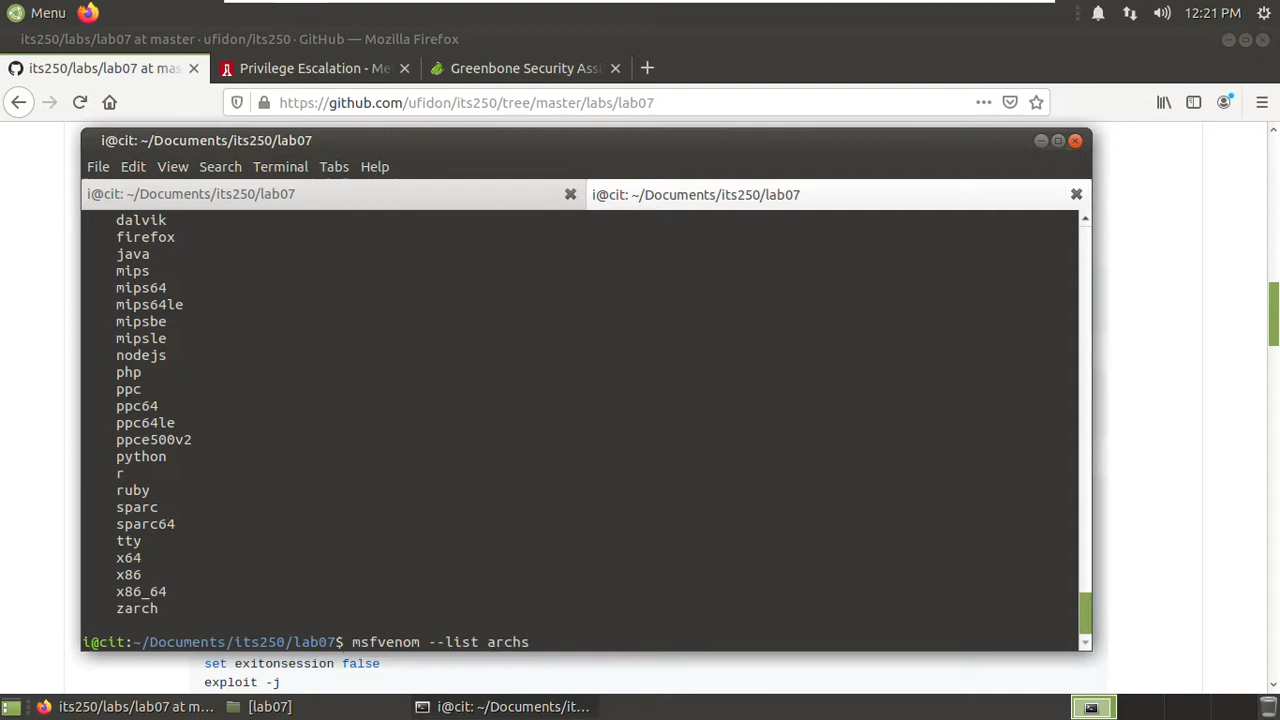 Menu
12:21 PM
its250/labs/lab07 at master · ufidon/its250 · GitHub — Mozilla Firefox
its250/labs/lab07 at mas
Privilege Escalation - Me
Greenbone Security Assi
https://github.com/ufidon/its250/tree/master/labs/lab07
i@cit: ~/Documents/its250/lab07
File Edit View Search Terminal Tabs Help
i@cit: ~/Documents/its250/lab07
i@cit: ~/Documents/its250/lab07
dalvik
firefox
java
mips
mips64
mips64le
mipsbe
mipsle
nodejs
php
ppc
ppc64
ppc64le
ppce500v2
python
r
ruby
sparc
sparc64
tty
x64
x86
x86_64
zarch
i@cit:~/Documents/its250/lab07$ msfvenom --list archs
set exitonsession false
exploit -j
its250/labs/lab07 at m...
[lab07]
i@cit: ~/Documents/it...